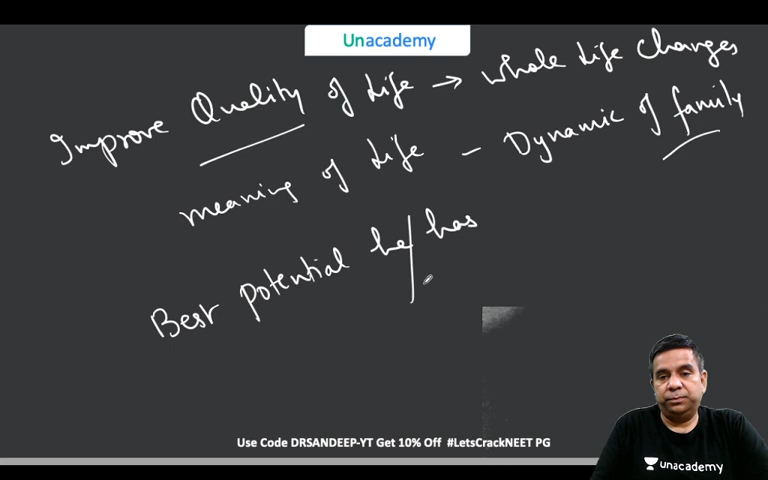 Unacademy
Improve Quality of Life → Whole Life Changes
meaning of Life - Dynamic of family
Best potential he/has
Use Code DRSANDEEP-YT Get 10% Off #LetsCrackNEET PG
unacademy